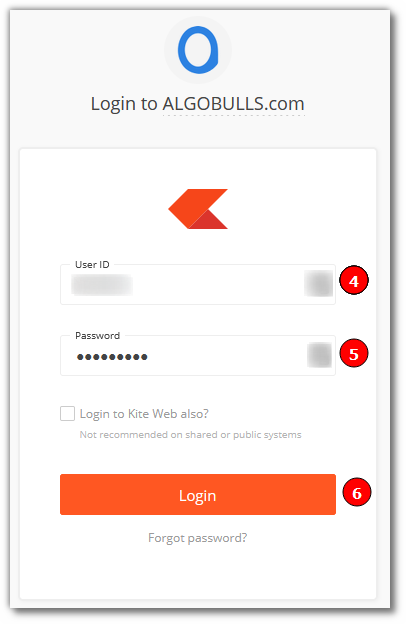 Login to ALGOBULLS.com
User ID
4
Password
•••••••••
5
Login to Kite Web also?
Not recommended on shared or public systems
Login
6
Forgot password?